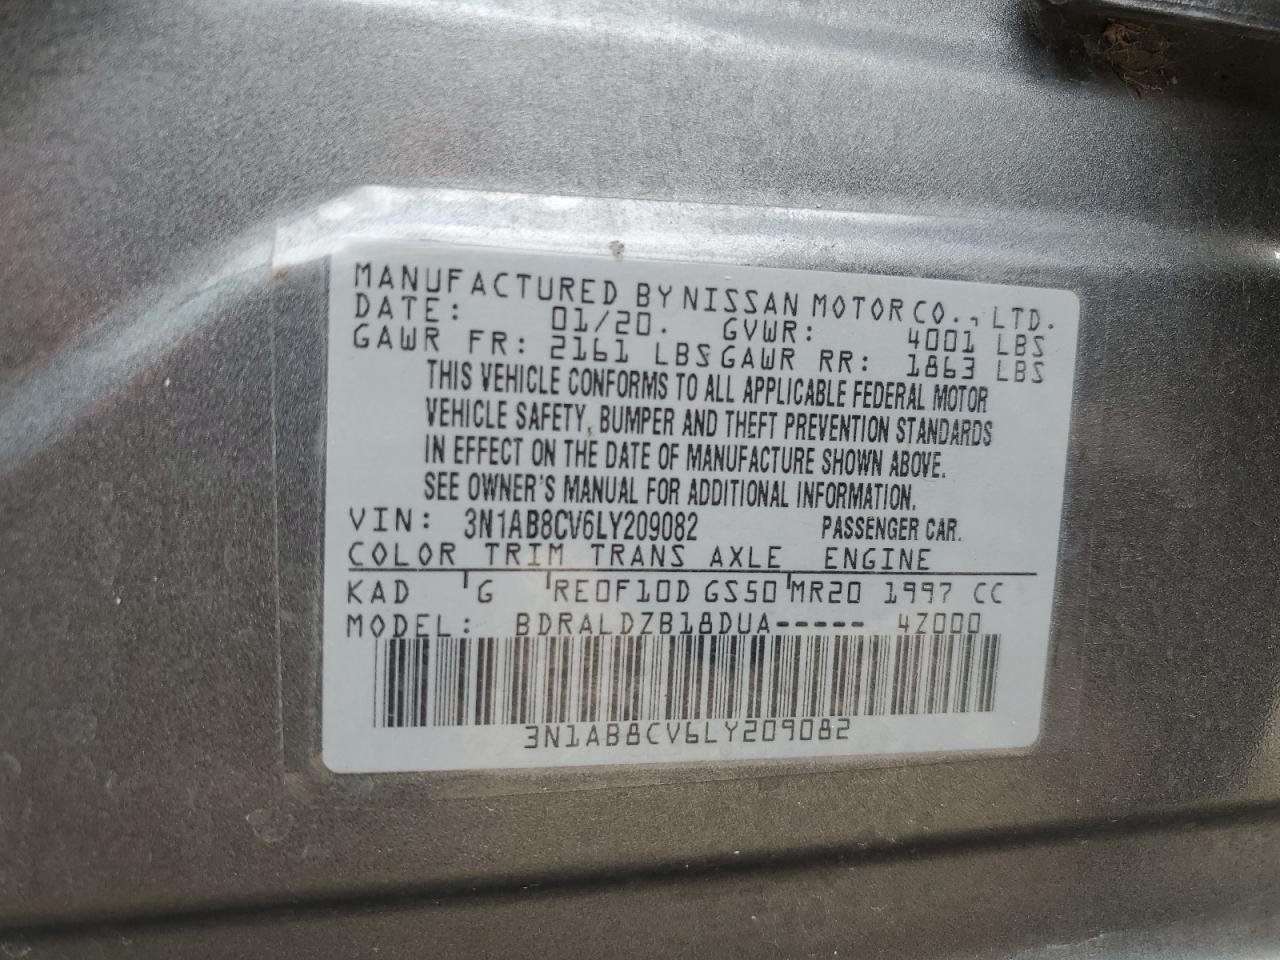 MANUFACTURED BY NISSAN MOTOR CO., LTD.
DATE: 01/20. GVWR: 4001 LBS
GAWR FR: 2161 LBS GAWR RR: 1863 LBS
THIS VEHICLE CONFORMS TO ALL APPLICABLE FEDERAL MOTOR
VEHICLE SAFETY, BUMPER AND THEFT PREVENTION STANDARDS
IN EFFECT ON THE DATE OF MANUFACTURE SHOWN ABOVE.
SEE OWNER'S MANUAL FOR ADDITIONAL INFORMATION.
VIN: 3N1AB8CV6LY209082 PASSENGER CAR.
COLOR TRIM TRANS AXLE ENGINE
KAD G RE0F10D GS50 MR20 1997 CC
MODEL: BDRALDZB18DUA----- 4Z000
3N1AB8CV6LY209082